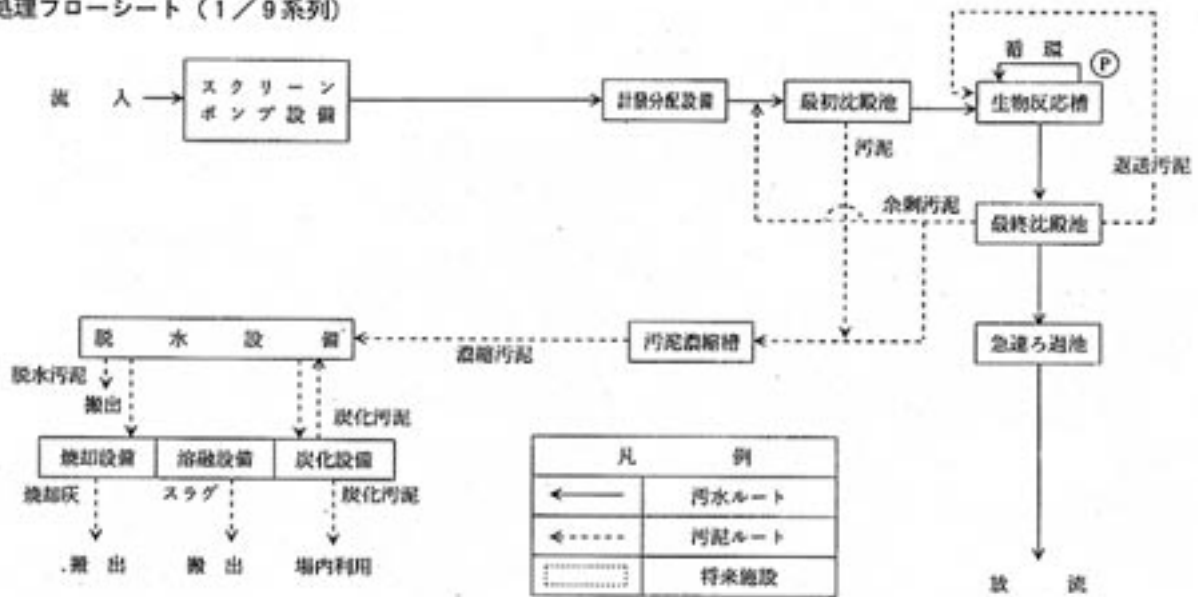 処理フローシート（1／9系列）
流 入
スクリーン
ポンプ設備
計量分配設備
最初沈殿池
循 環
P
生物反応槽
汚泥
返送汚泥
余剰汚泥
最終沈殿池
脱 水 設 備
濃縮汚泥
汚泥濃縮槽
急速ろ過池
脱水汚泥
搬出
炭化汚泥
焼却設備
溶融設備
炭化設備
焼却灰
スラグ
炭化汚泥
搬 出
搬 出
場内利用
凡 例
汚水ルート
汚泥ルート
将来施設
放 流